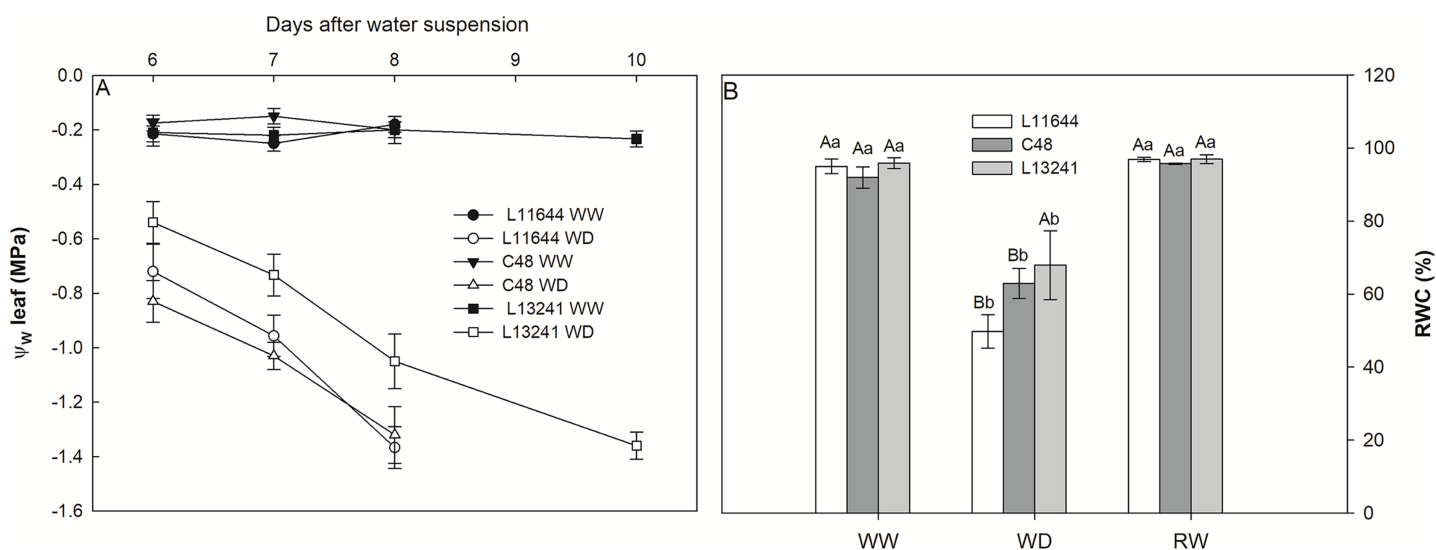 Days after water suspension
6 7 8 9 10
A
0.0
-0.2
-0.4
-0.6
-0.8
-1.0
-1.2
-1.4
-1.6
Ψw leaf (MPa)
L11644 WW
L11644 WD
C48 WW
C48 WD
L13241 WW
L13241 WD
B
L11644
C48
L13241
Aa Aa Aa
Bb Bb Ab
Aa Aa Aa
WW WD RW
120
100
80
60
40
20
0
RWC (%)